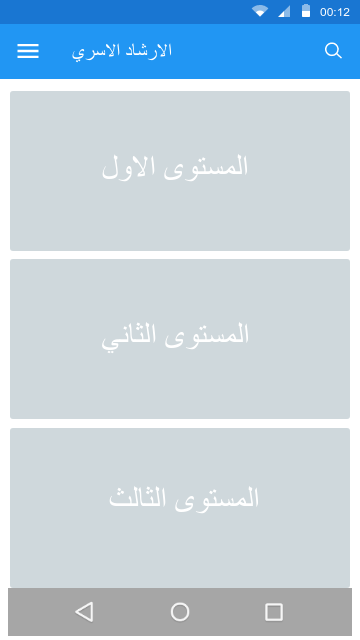 00:12
الارشاد الاسري
المستوى الاول
المستوى الثاني
المستوى الثالث